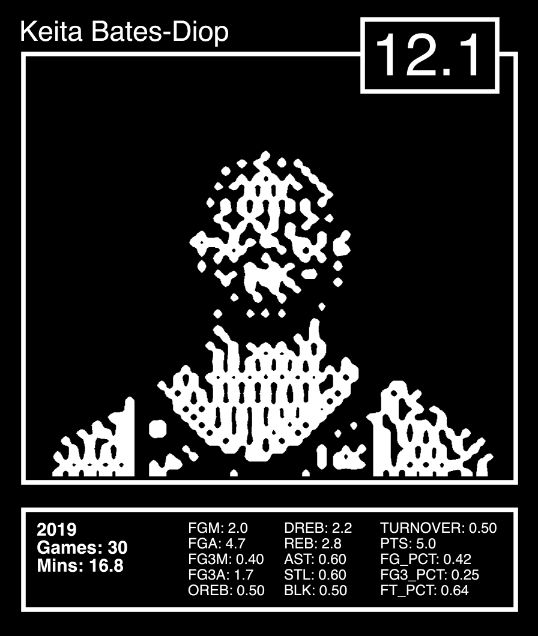 Keita Bates-Diop
12.1
2019
Games: 30
Mins: 16.8
FGM: 2.0
FGA: 4.7
FG3M: 0.40
FG3A: 1.7
OREB: 0.50
DREB: 2.2
REB: 2.8
AST: 0.60
STL: 0.60
BLK: 0.50
TURNOVER: 0.50
PTS: 5.0
FG_PCT: 0.42
FG3_PCT: 0.25
FT_PCT: 0.64